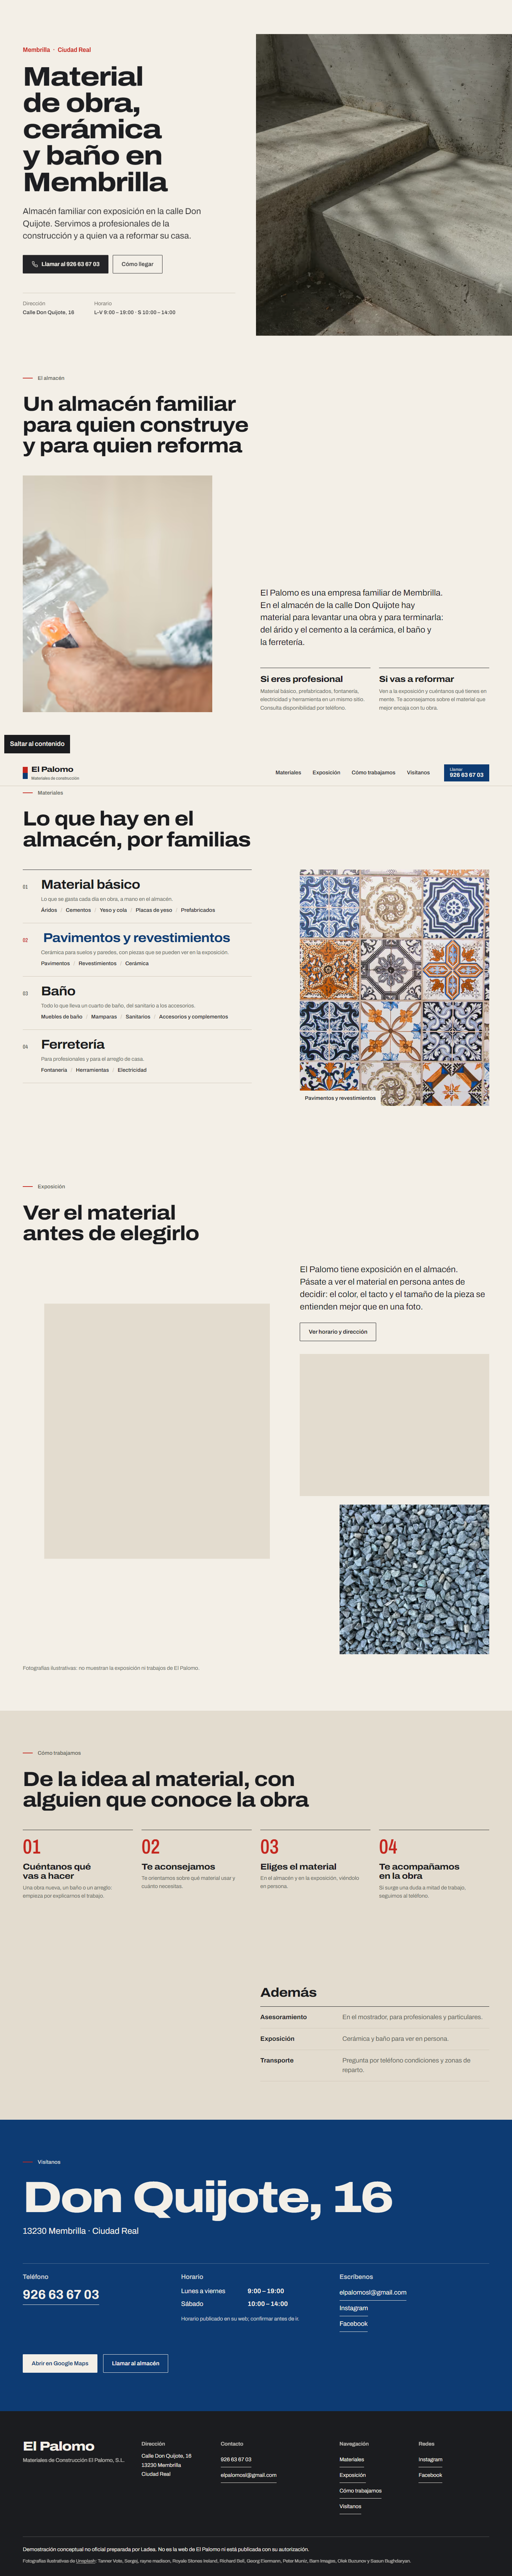 Membrilla · Ciudad Real
Material
de obra,
cerámica
y baño en
Membrilla
Almacén familiar con exposición en la calle Don
Quijote. Servimos a profesionales de la
construcción y a quien va a reformar su casa.
Llamar al 926 63 67 03
Cómo llegar
Dirección
Calle Don Quijote, 16
Horario
L-V 9:00 – 19:00 · S 10:00 – 14:00
El almacén
Un almacén familiar
para quien construye
y para quien reforma
El Palomo es una empresa familiar de Membrilla.
En el almacén de la calle Don Quijote hay
material para levantar una obra y para terminarla:
del árido y el cemento a la cerámica, el baño y
la ferretería.
Si eres profesional
Material básico, prefabricados, fontanería,
electricidad y herramienta en un mismo sitio.
Consulta disponibilidad por teléfono.
Si vas a reformar
Ven a la exposición y cuéntanos qué tienes en
mente. Te aconsejamos sobre el material que
mejor encaja con tu obra.
Saltar al contenido
El Palomo
Materiales de construcción
Materiales
Exposición
Cómo trabajamos
Visítanos
Llamar
926 63 67 03
Materiales
Lo que hay en el
almacén, por familias
01
Material básico
Lo que se gasta cada día en obra, a mano en el almacén.
Áridos / Cementos / Yeso y cola / Placas de yeso / Prefabricados
02
Pavimentos y revestimientos
Cerámica para suelos y paredes, con piezas que se pueden ver en la exposición.
Pavimentos / Revestimientos / Cerámica
03
Baño
Todo lo que lleva un cuarto de baño, del sanitario a los accesorios.
Muebles de baño / Mamparas / Sanitarios / Accesorios y complementos
04
Ferretería
Para profesionales y para el arreglo de casa.
Fontanería / Herramientas / Electricidad
Pavimentos y revestimientos
Exposición
Ver el material
antes de elegirlo
El Palomo tiene exposición en el almacén.
Pásate a ver el material en persona antes de
decidir: el color, el tacto y el tamaño de la pieza se
entienden mejor que en una foto.
Ver horario y dirección
Fotografías ilustrativas: no muestran la exposición ni trabajos de El Palomo.
Cómo trabajamos
De la idea al material, con
alguien que conoce la obra
01
Cuéntanos qué
vas a hacer
Una obra nueva, un baño o un arreglo:
empieza por explicarnos el trabajo.
02
Te aconsejamos
Te orientamos sobre qué material usar y
cuánto necesitas.
03
Eliges el material
En el almacén y en la exposición, viéndolo
en persona.
04
Te acompañamos
en la obra
Si surge una duda a mitad de trabajo,
seguimos al teléfono.
Además
Asesoramiento
En el mostrador, para profesionales y particulares.
Exposición
Cerámica y baño para ver en persona.
Transporte
Pregunta por teléfono condiciones y zonas de
reparto.
Visítanos
Don Quijote, 16
13230 Membrilla · Ciudad Real
Teléfono
926 63 67 03
Horario
Lunes a viernes 9:00 – 19:00
Sábado 10:00 – 14:00
Horario publicado en su web; confirmar antes de ir.
Escríbenos
elpalomosl@gmail.com
Instagram
Facebook
Abrir en Google Maps
Llamar al almacén
El Palomo
Materiales de Construcción El Palomo, S.L.
Dirección
Calle Don Quijote, 16
13230 Membrilla
Ciudad Real
Contacto
926 63 67 03
elpalomosl@gmail.com
Navegación
Materiales
Exposición
Cómo trabajamos
Visítanos
Redes
Instagram
Facebook
Demostración conceptual no oficial preparada por Ladea. No es la web de El Palomo ni está publicada con su autorización.
Fotografías ilustrativas de Unsplash: Tanner Vote, Sergej, rayne madison, Royale Stones Ireland, Richard Bell, Georg Eiermann, Peter Muniz, Barn Images, Olek Buzunov y Sasun Bughdaryan.